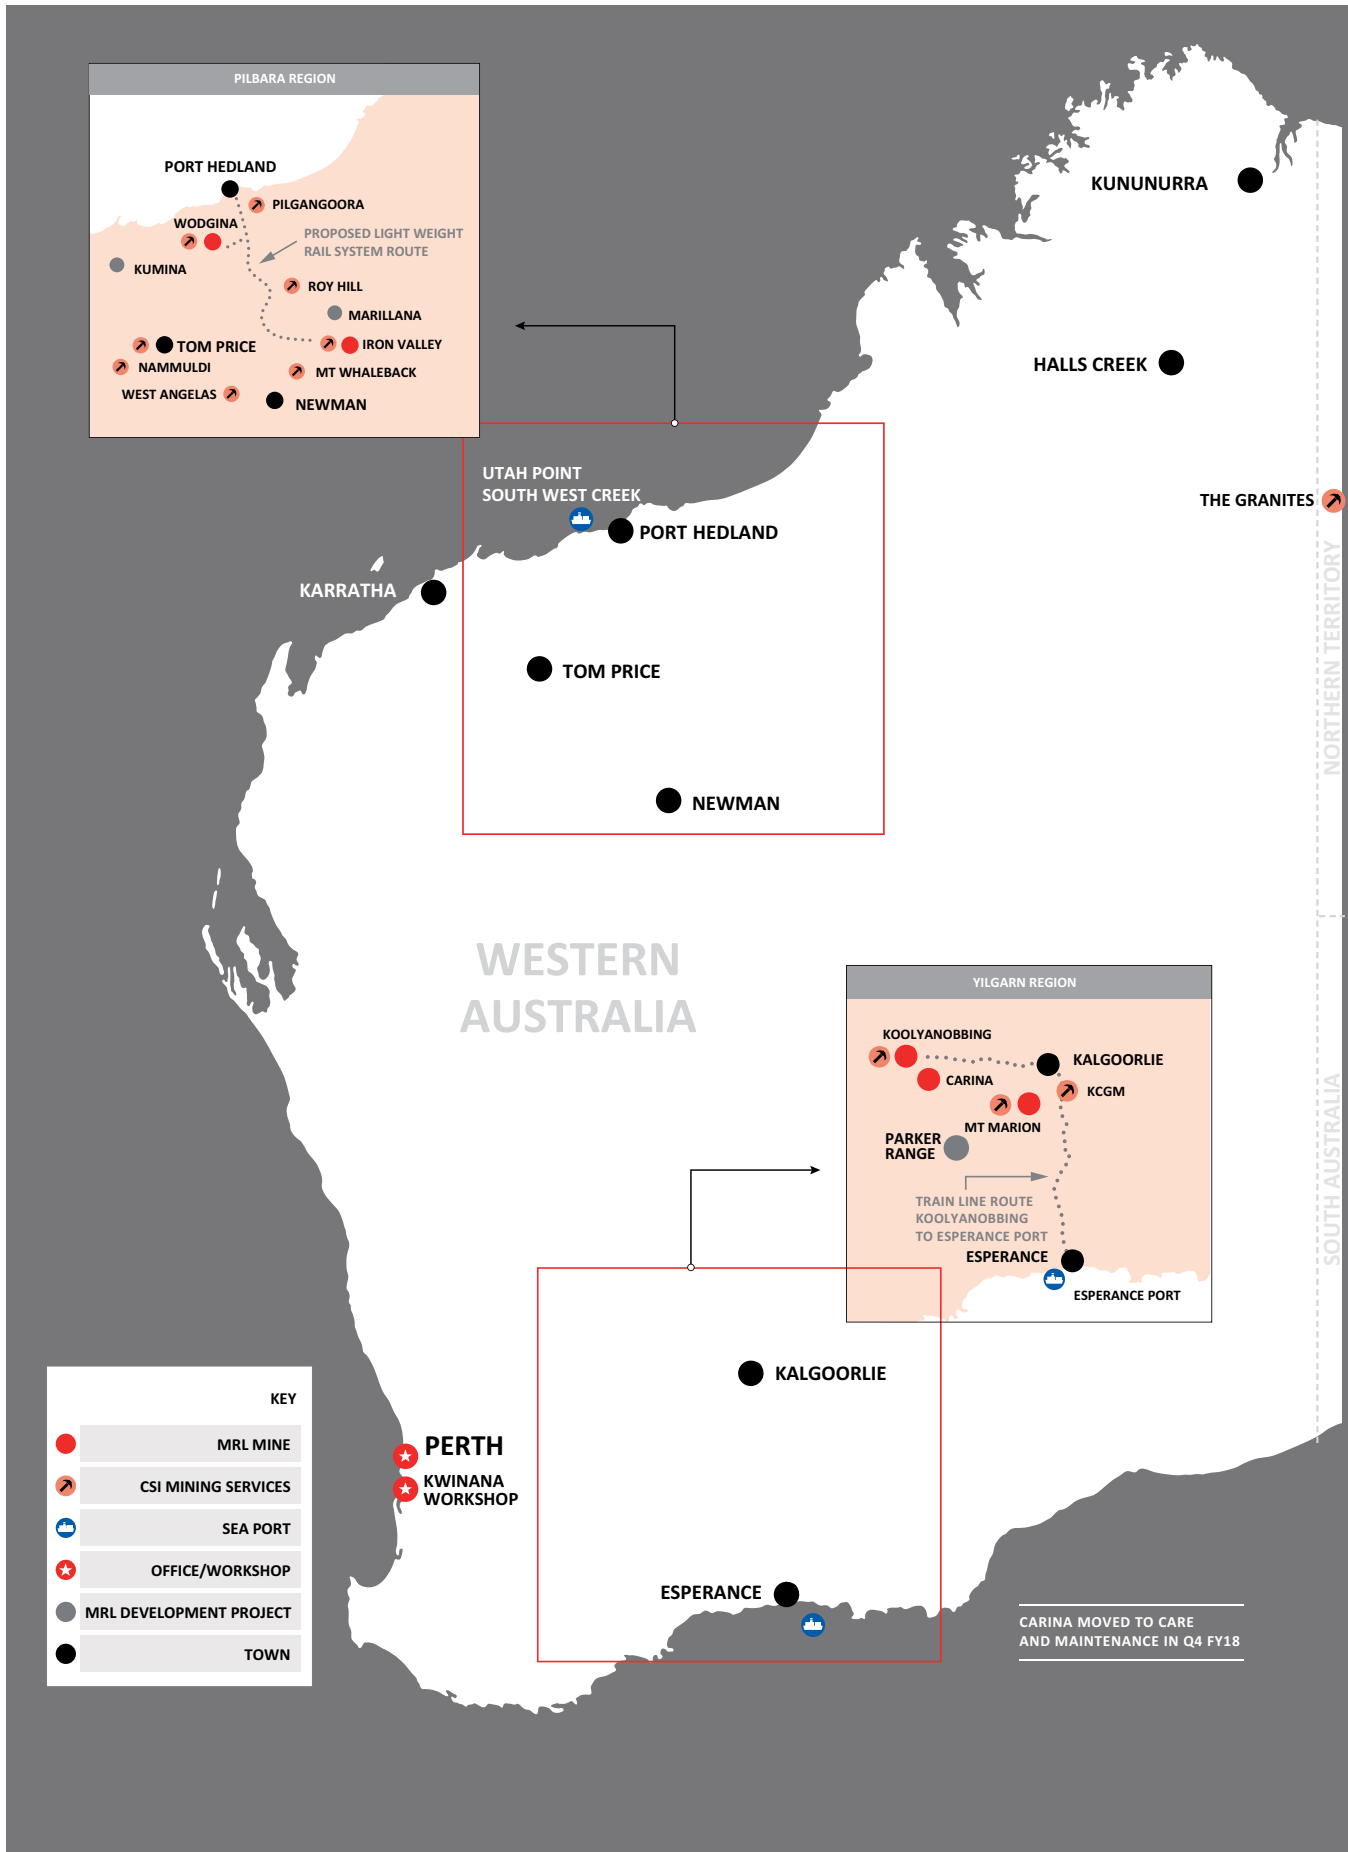 PILBARA REGION
PORT HEDLAND
PILGANGOORA
WODGINA
PROPOSED LIGHT WEIGHT
RAIL SYSTEM ROUTE
KUMINA
ROY HILL
MARILLANA
IRON VALLEY
TOM PRICE
NAMMULDI
MT WHALEBACK
WEST ANGELAS
NEWMAN
KUNUNURRA
HALLS CREEK
THE GRANITES
UTAH POINT
SOUTH WEST CREEK
PORT HEDLAND
KARRATHA
TOM PRICE
NEWMAN
NORTHERN TERRITORY
SOUTH AUSTRALIA
WESTERN
AUSTRALIA
YILGARN REGION
KOOLYANOBBING
KALGOORLIE
CARINA
KCGM
MT MARION
PARKER
RANGE
TRAIN LINE ROUTE
KOOLYANOBBING
TO ESPERANCE PORT
ESPERANCE
ESPERANCE PORT
KALGOORLIE
PERTH
KWINANA
WORKSHOP
ESPERANCE
KEY
MRL MINE
CSI MINING SERVICES
SEA PORT
OFFICE/WORKSHOP
MRL DEVELOPMENT PROJECT
TOWN
CARINA MOVED TO CARE
AND MAINTENANCE IN Q4 FY18